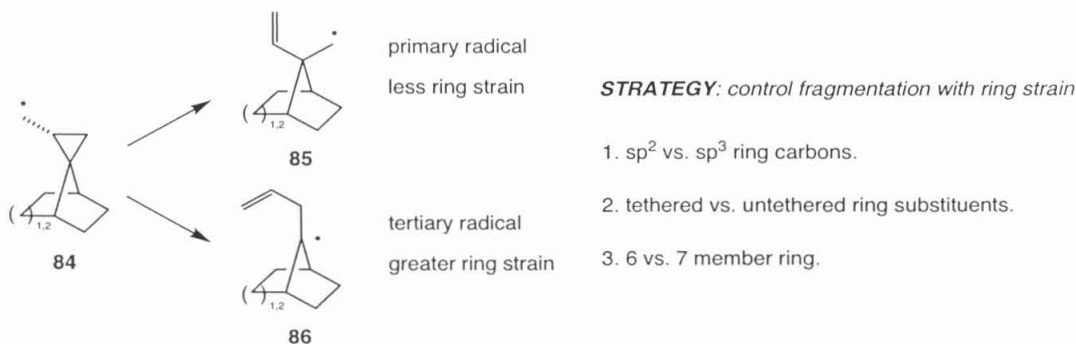 primary radical
less ring strain
( )1,2
85
STRATEGY: control fragmentation with ring strain
1. sp² vs. sp³ ring carbons.
2. tethered vs. untethered ring substituents.
3. 6 vs. 7 member ring.
( )1,2
84
tertiary radical
greater ring strain
( )1,2
86